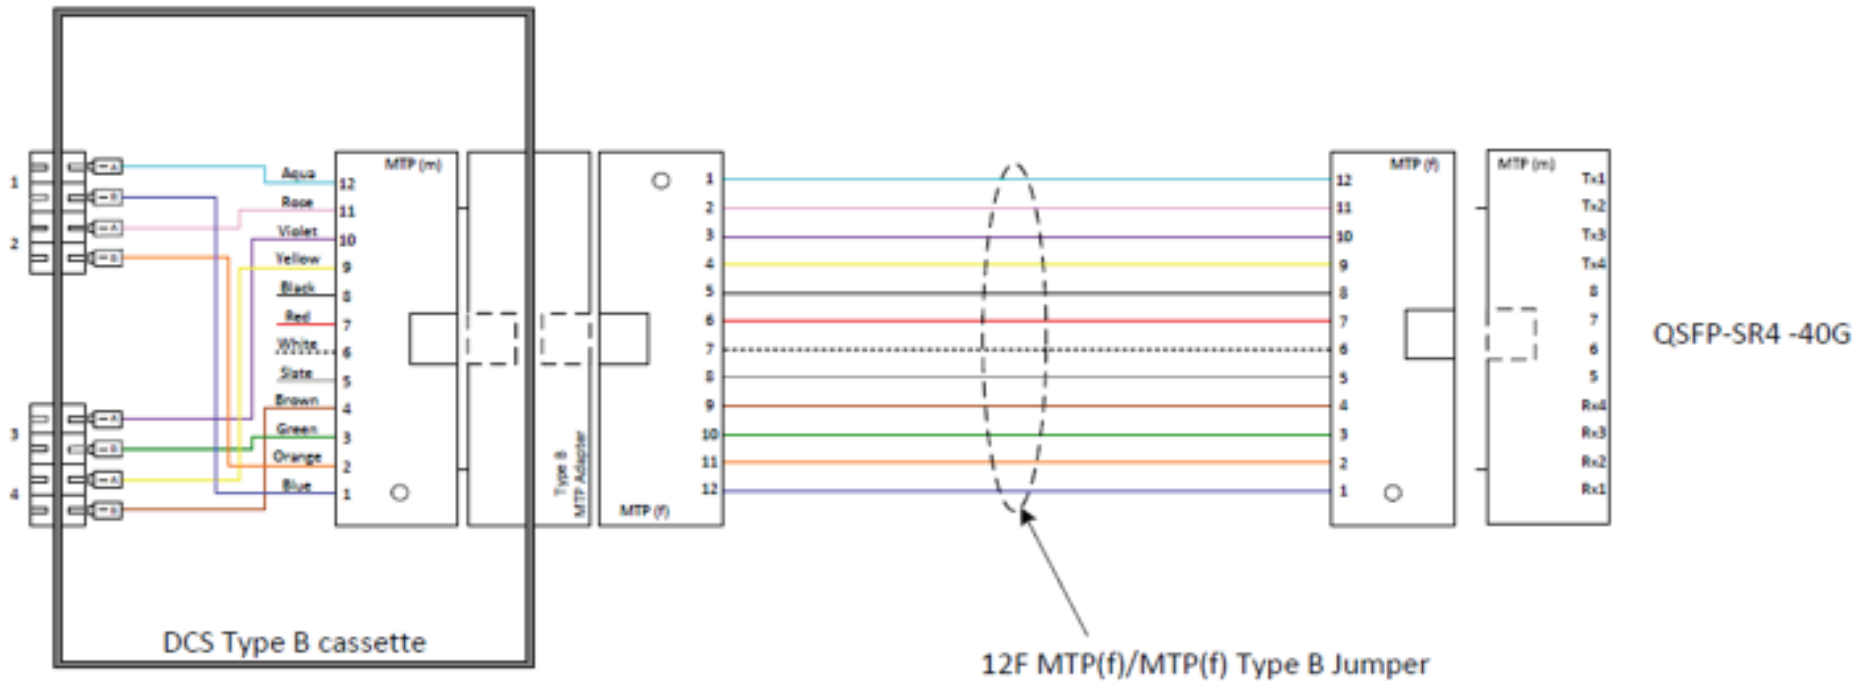 1
2
3
4
A
B
A
B
A
B
A
B
Aqua
Rose
Violet
Yellow
Black
Red
White
Slate
Brown
Green
Orange
Blue
MTP (m)
12
11
10
9
8
7
6
5
4
3
2
1
Type B
MTP Adapter
MTP (f)
1
2
3
4
5
6
7
8
9
10
11
12
MTP (f)
12
11
10
9
8
7
6
5
4
3
2
1
MTP (m)
Tx1
Tx2
Tx3
Tx4
8
7
6
5
Rx4
Rx3
Rx2
Rx1
QSFP-SR4 -40G
DCS Type B cassette
12F MTP(f)/MTP(f) Type B Jumper